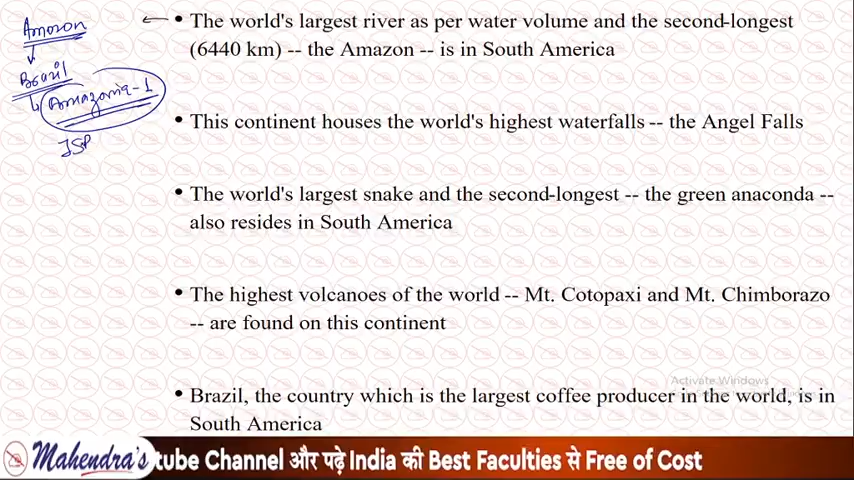 Amazon
Brazil
Amazonia-1
• The world's largest river as per water volume and the second-longest
(6440 km) -- the Amazon -- is in South America
• This continent houses the world's highest waterfalls -- the Angel Falls
• The world's largest snake and the second-longest -- the green anaconda --
also resides in South America
• The highest volcanoes of the world -- Mt. Cotopaxi and Mt. Chimborazo
-- are found on this continent
Activate Windows
• Brazil, the country which is the largest coffee producer in the world, is in
South America
Mahendra's
tube Channel और पढ़े India की Best Faculties से Free of Cost